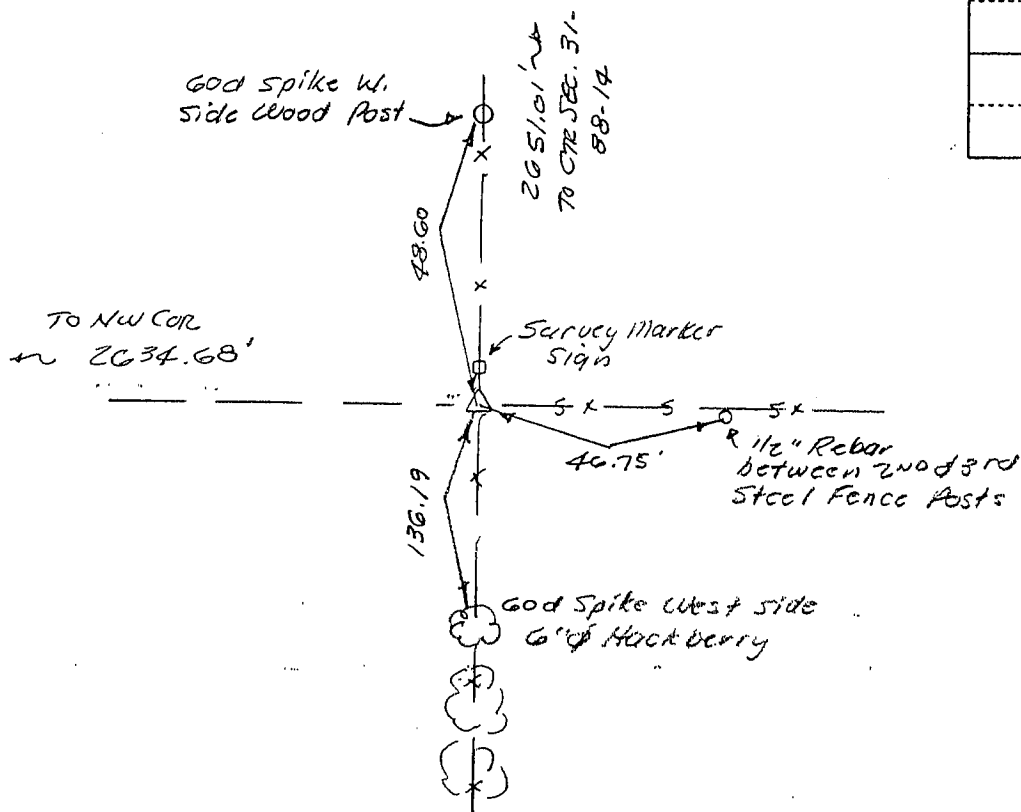 60d Spike W.
side Wood Post
2651.01'
TO CTR SEC. 31-
88-14
48.60
TO NW COR
2634.68'
Survey Marker
Sign
46.75'
1/2" Rebar
between 2ND & 3rd
Steel Fence Posts
136.19
60d Spike West side
6"ϕ Hackberry